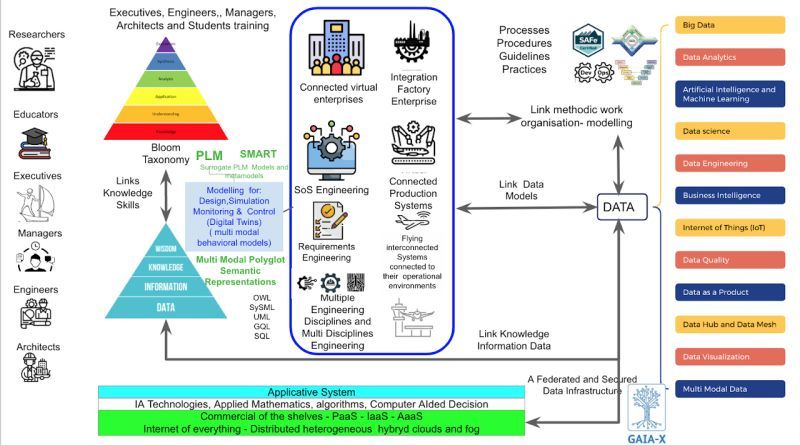 Executives, Engineers,, Managers,
Architects and Students training
Researchers
Educators
Executives
Managers
Engineers
Architects
Synthesis
Analysis
Application
Understanding
Knowledge
Bloom
Taxonomy
Links
Knowledge
Skills
PLM
SMART
Surrogate PLM Models and
metamodels
Modelling for:
Design,Simulation
Monitoring & Control
(Digital Twins)
( multi modal
behavioral models)
Multi Modal Polyglot
Semantic
Representations
OWL
SySML
UML
GQL
SQL
WISDOM
KNOWLEDGE
INFORMATION
DATA
Connected virtual
enterprises
Integration
Factory
Enterprise
SoS Engineering
Connected
Production
Systems
Requirements
Engineering
Flying
interconnected
Systems
connected to
their operational
environments
Multiple
Engineering
Disciplines and
Multi Disciplines
Engineering
Processes
Procedures
Guidelines
Practices
SAFe
Certified
Dev
Ops
Link methodic work
organisation- modelling
Link Data
Models
DATA
Link Knowledge
Information Data
A Federated and Secured
Data Infrastructure
GAIA-X
Applicative System
IA Technologies, Applied Mathematics, algorithms, Computer AIded Decision
Commercial of the shelves - PaaS - IaaS - AaaS
Internet of everything - Distributed heterogeneous hybryd clouds and fog
Big Data
Data Analytics
Artificial Intelligence and
Machine Learning
Data science
Data Engineering
Business Intelligence
Internet of Things (IoT)
Data Quality
Data as a Product
Data Hub and Data Mesh
Data Visualization
Multi Modal Data